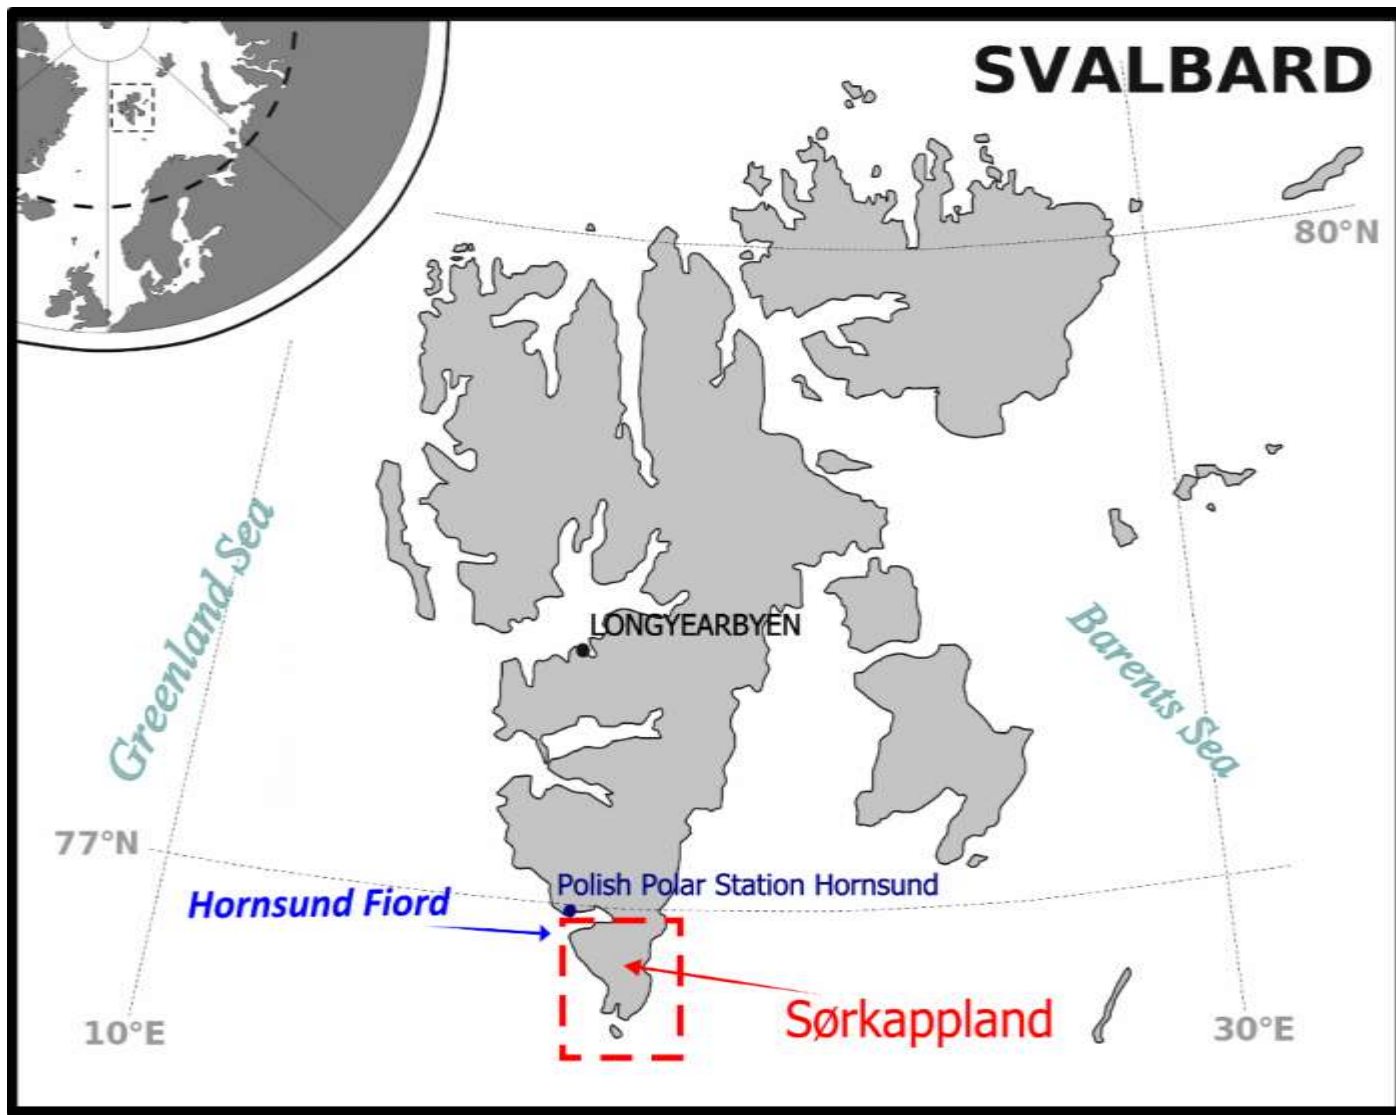 SVALBARD
80°N
Greenland Sea
LONGYEARBYEN
Barents Sea
77°N
Polish Polar Station Hornsund
Hornsund Fiord
Sørkappland
10°E
30°E